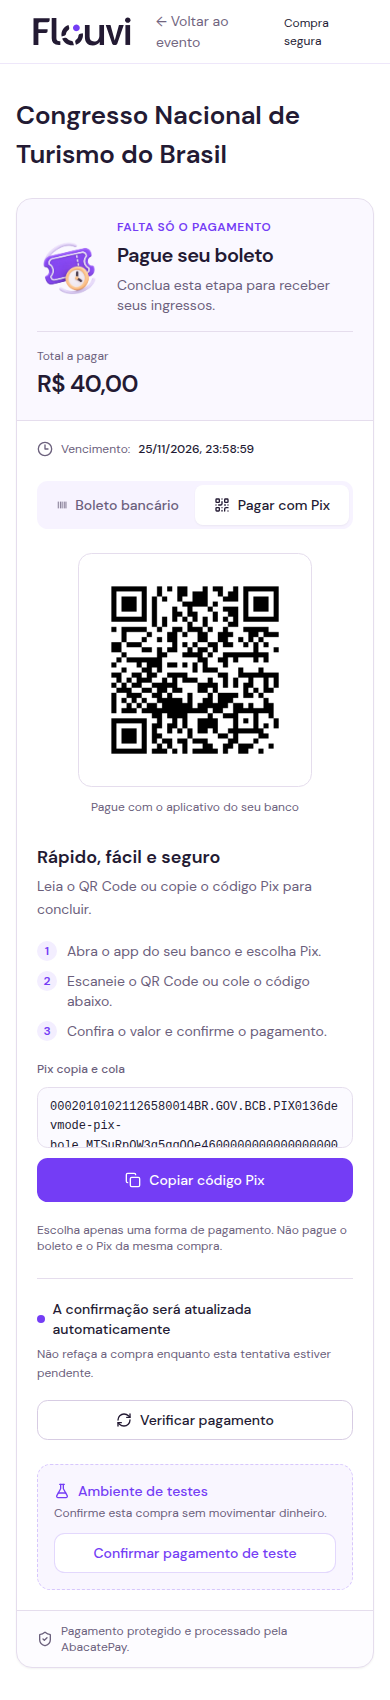 Flouvi
← Voltar ao
evento
Compra
segura
Congresso Nacional de
Turismo do Brasil
FALTA SÓ O PAGAMENTO
Pague seu boleto
Conclua esta etapa para receber
seus ingressos.
Total a pagar
R$ 40,00
Vencimento: 25/11/2026, 23:58:59
Boleto bancário
Pagar com Pix
Pague com o aplicativo do seu banco
Rápido, fácil e seguro
Leia o QR Code ou copie o código Pix para
concluir.
1 Abra o app do seu banco e escolha Pix.
2 Escaneie o QR Code ou cole o código
abaixo.
3 Confira o valor e confirme o pagamento.
Pix copia e cola
00020101021126580014BR.GOV.BCB.PIX0136de
vmode-pix-
Copiar código Pix
Escolha apenas uma forma de pagamento. Não pague o
boleto e o Pix da mesma compra.
A confirmação será atualizada
automaticamente
Não refaça a compra enquanto esta tentativa estiver
pendente.
Verificar pagamento
Ambiente de testes
Confirme esta compra sem movimentar dinheiro.
Confirmar pagamento de teste
Pagamento protegido e processado pela
AbacatePay.